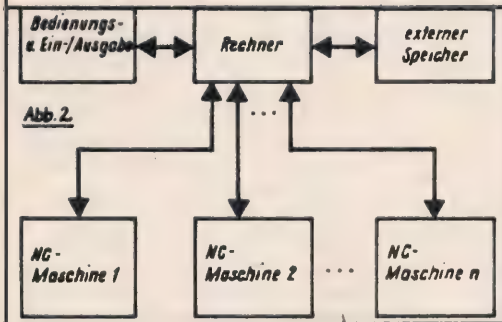 Bedienungs-
u. Ein-/Ausgabe
Rechner
externer
Speicher
Abb. 2.
...
NC-
Maschine 1
NC-
Maschine 2
...
NC-
Maschine n